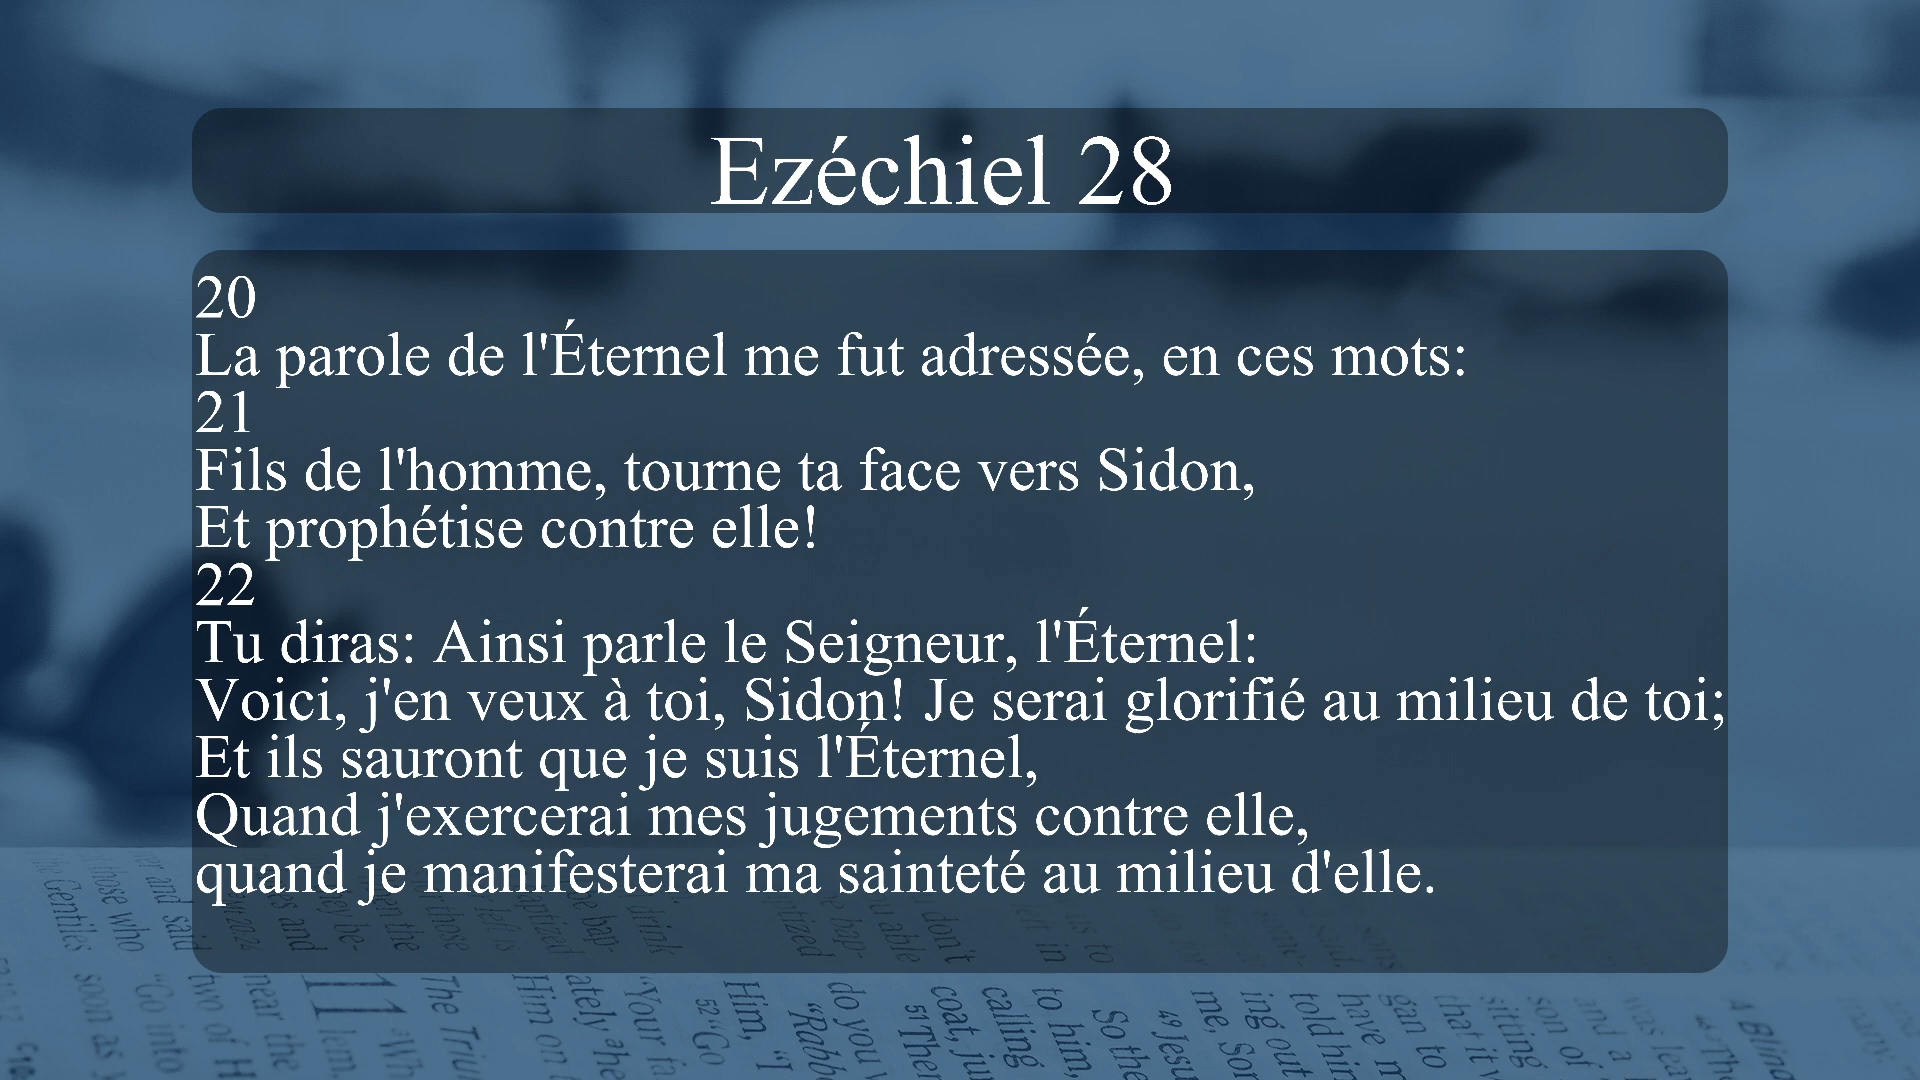 Ezéchiel 28
20
La parole de l'Éternel me fut adressée, en ces mots:
21
Fils de l'homme, tourne ta face vers Sidon,
Et prophétise contre elle!
22
Tu diras: Ainsi parle le Seigneur, l'Éternel:
Voici, j'en veux à toi, Sidon! Je serai glorifié au milieu de toi;
Et ils sauront que je suis l'Éternel,
Quand j'exercerai mes jugements contre elle,
quand je manifesterai ma sainteté au milieu d'elle.